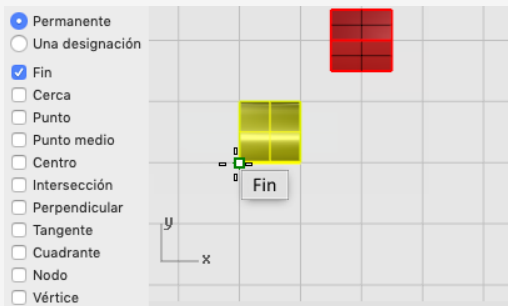 Permanente
Una designación
Fin
Cerca
Punto
Punto medio
Centro
Intersección
Perpendicular
Tangente
Cuadrante
Nodo
Vértice
Fin
y
x